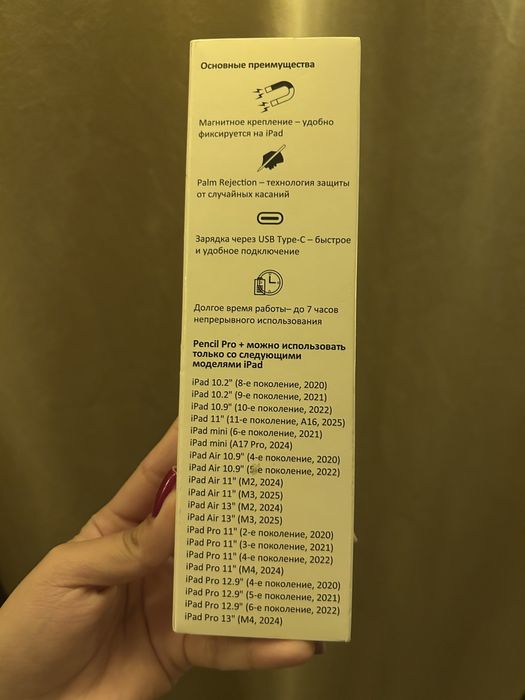 Основные преимущества
Магнитное крепление – удобно
фиксируется на iPad
Palm Rejection – технология защиты
от случайных касаний
Зарядка через USB Type-C – быстрое
и удобное подключение
Долгое время работы– до 7 часов
непрерывного использования
Pencil Pro + можно использовать
только со следующими
моделями iPad
iPad 10.2" (8-е поколение, 2020)
iPad 10.2" (9-е поколение, 2021)
iPad 10.9" (10-е поколение, 2022)
iPad 11" (11-е поколение, A16, 2025)
iPad mini (6-е поколение, 2021)
iPad mini (A17 Pro, 2024)
iPad Air 10.9" (4-е поколение, 2020)
iPad Air 10.9" (5-е поколение, 2022)
iPad Air 11" (M2, 2024)
iPad Air 11" (M3, 2025)
iPad Air 13" (M2, 2024)
iPad Air 13" (M3, 2025)
iPad Pro 11" (2-е поколение, 2020)
iPad Pro 11" (3-е поколение, 2021)
iPad Pro 11" (4-е поколение, 2022)
iPad Pro 11" (M4, 2024)
iPad Pro 12.9" (4-е поколение, 2020)
iPad Pro 12.9" (5-е поколение, 2021)
iPad Pro 12.9" (6-е поколение, 2022)
iPad Pro 13" (M4, 2024)